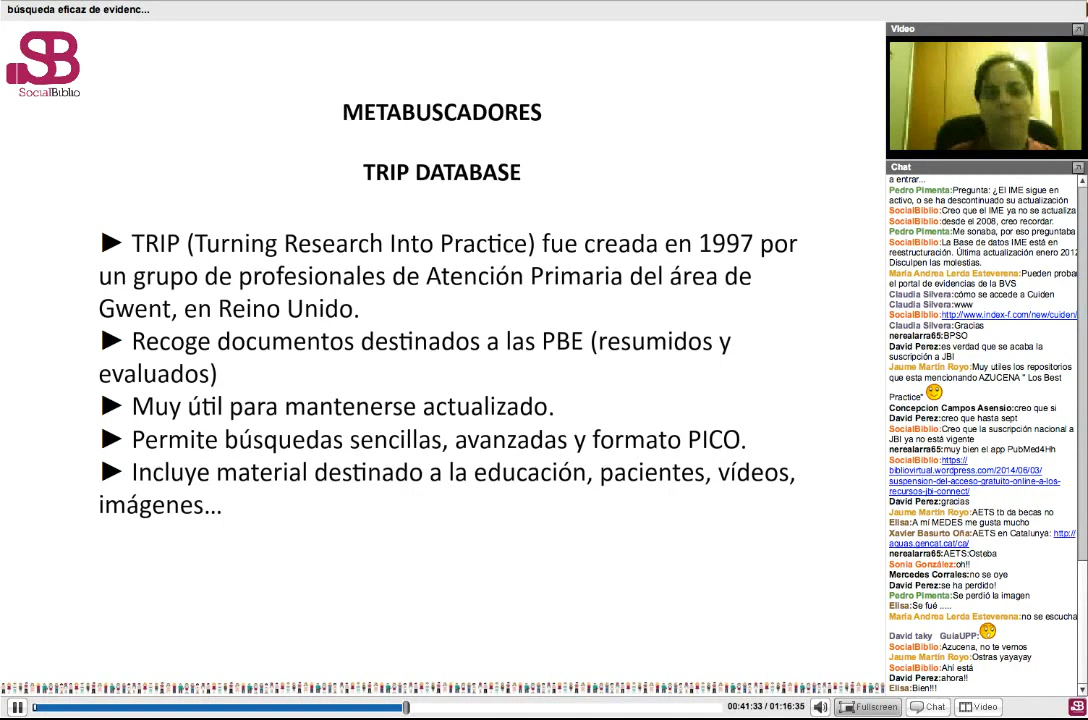 búsqueda eficaz de evidenc...
SB
SocialBiblio
METABUSCADORES
TRIP DATABASE
► TRIP (Turning Research Into Practice) fue creada en 1997 por
un grupo de profesionales de Atención Primaria del área de
Gwent, en Reino Unido.
► Recoge documentos destinados a las PBE (resumidos y
evaluados)
► Muy útil para mantenerse actualizado.
► Permite búsquedas sencillas, avanzadas y formato PICO.
► Incluye material destinado a la educación, pacientes, vídeos,
imágenes...
Video
Chat
a entrar...
Pedro Pimenta:Pregunta: ¿El IME sigue en
activo, o se ha descontinuado su actualización
SocialBiblio:Creo que el IME ya no se actualiza
SocialBiblio:desde el 2008, creo recordar.
Pedro Pimenta:Me sonaba, por eso preguntaba
SocialBiblio:La Base de datos IME está en
reestructuración. Última actualización enero 2012
Disculpen las molestias.
María Andrea Lerda Esteverena:Pueden proba
el portal de evidencias de la BVS
Claudia Silvera:cómo se accede a Cuiden
Claudia Silvera:www
SocialBiblio:http://www.index-f.com/new/cuiden/
Claudia Silvera:Gracias
nerealarra65:BPSO
David Perez:es verdad que se acaba la
suscripción a JBI
Jaume Martín Royo:Muy utiles los repositorios
que esta mencionando AZUCENA " Los Best
Practice"
Concepcion Campos Asensio:creo que si
David Perez:creo que hasta sept
SocialBiblio:Creo que la suscripción nacional a
JBI ya no está vigente
nerealarra65:muy bien el app PubMed4Hh
SocialBiblio:https://
bibliovirtual.wordpress.com/2014/06/03/
suspension-del-acceso-gratuito-online-a-los-
recursos-jbi-connect/
David Perez:gracias
Jaume Martín Royo:AETS tb da becas no
Elisa:A mí MEDES me gusta mucho
Xavier Basurto Oña:AETS en Catalunya: http://
aquas.gencat.cat/ca/
nerealarra65:AETS:Osteba
Sonia González:oh!!
Mercedes Corrales:no se oye
David Perez:se ha perdido!
Pedro Pimenta:Se perdió la imagen
Elisa:Se fué .....
María Andrea Lerda Esteverena:no se escucha
David taky GuiaUPP:
SocialBiblio:Azucena, no te vemos
Jaume Martín Royo:Ostras yayayay
SocialBiblio:Ahí está
David Perez:ahora!!
Elisa:Bien!!!
00:41:33 / 01:16:35
Fullscreen
Chat
Video
SB